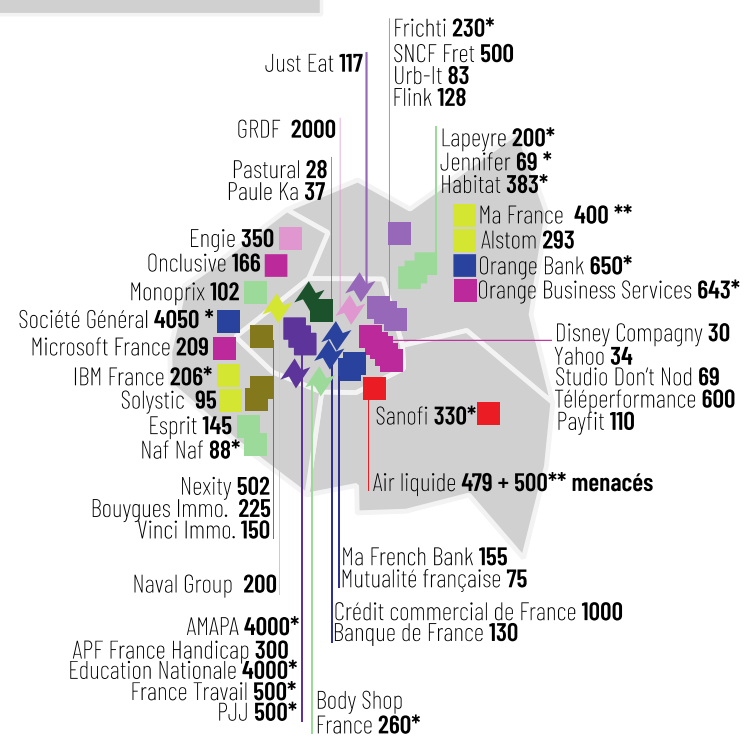 Frichti 230*
SNCF Fret 500
Urb-It 83
Flink 128
Just Eat 117
GRDF 2000
Pastural 28
Paule Ka 37
Lapeyre 200*
Jennifer 69 *
Habitat 383*
Ma France 400 **
Alstom 293
Orange Bank 650*
Orange Business Services 643*
Engie 350
Onclusive 166
Monoprix 102
Société Général 4050 *
Microsoft France 209
IBM France 206*
Solystic 95
Esprit 145
Naf Naf 88*
Disney Compagny 30
Yahoo 34
Studio Don't Nod 69
Téléperformance 600
Payfit 110
Sanofi 330*
Air liquide 479 + 500** menacés
Nexity 502
Bouygues Immo. 225
Vinci Immo. 150
Naval Group 200
Ma French Bank 155
Mutualité française 75
Crédit commercial de France 1000
Banque de France 130
AMAPA 4000*
APF France Handicap 300
Education Nationale 4000*
France Travail 500*
PJJ 500*
Body Shop
France 260*